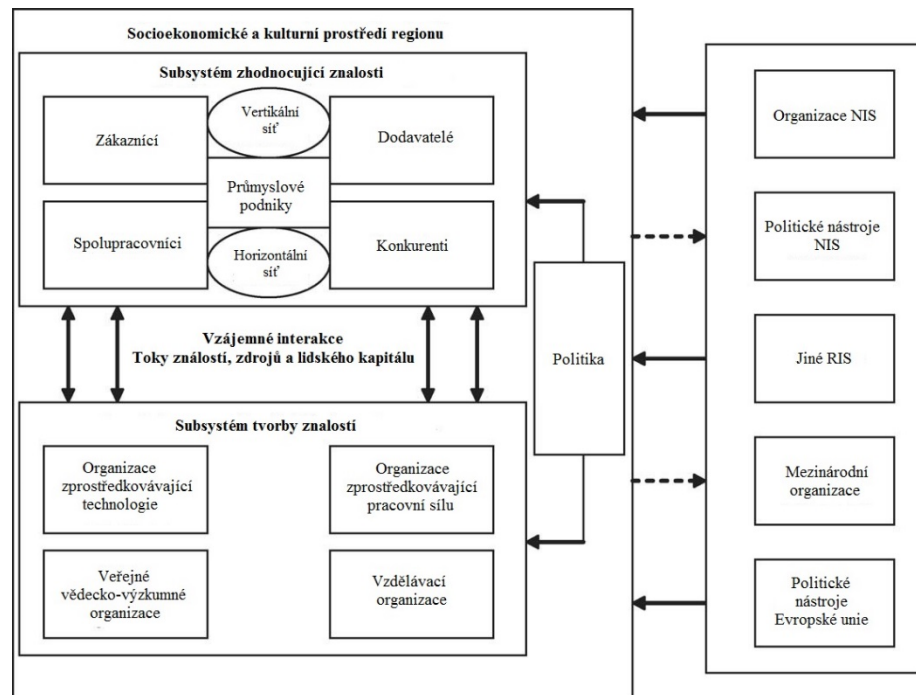 Socioekonomické a kulturní prostředí regionu
Subsystém zhodnocující znalosti
Zákazníci
Vertikální
síť
Dodavatelé
Průmyslové
podniky
Spolupracovníci
Horizontální
síť
Konkurenti
Vzájemné interakce
Toky ználostí, zdrojů a lidského kapitálu
Subsystém tvorby znalostí
Organizace
zprostředkovávající
technologie
Organizace
zprostředkovávající
pracovní sílu
Veřejné
vědecko-výzkumné
organizace
Vzdělávací
organizace
Politika
Organizace NIS
Politické nástroje
NIS
Jiné RIS
Mezinárodní
organizace
Politické
nástroje
Evropské unie